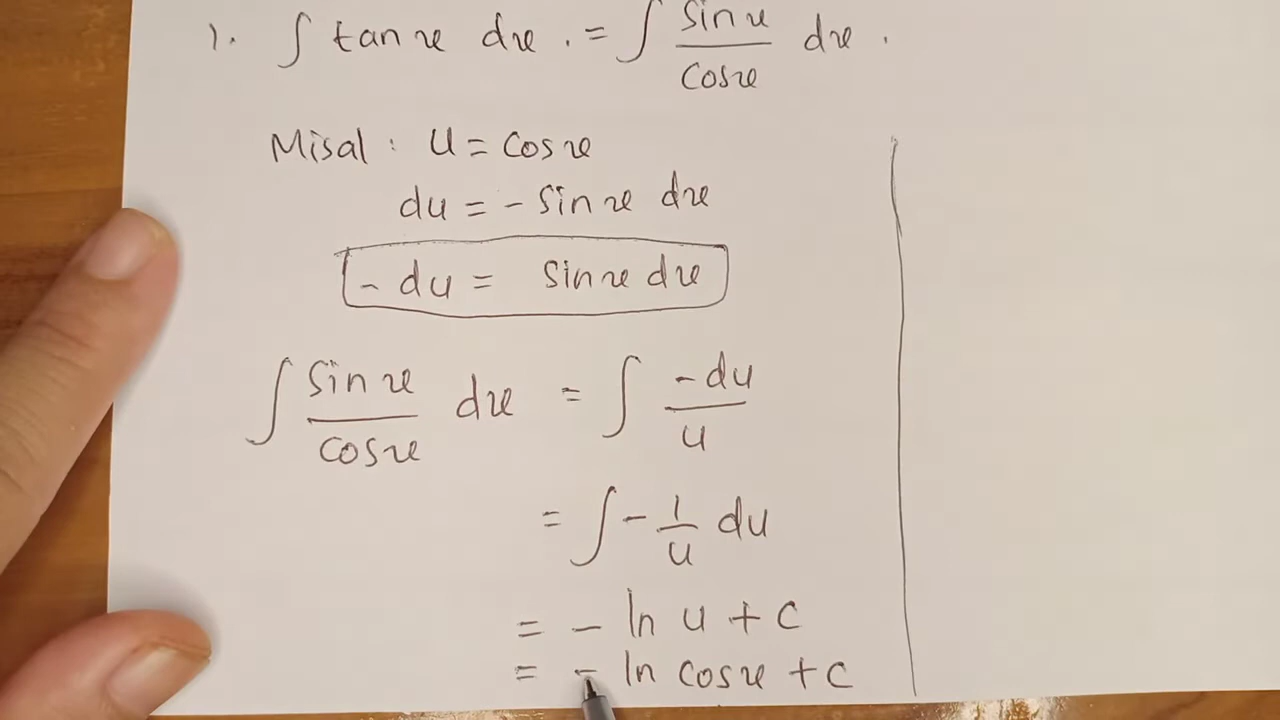 1. ∫ tan x dx . = ∫ sin x / cos x dx .
Misal : u = cos x
du = - sin x dx
- du = sin x dx
∫ sin x / cos x dx = ∫ -du / u
= ∫ - 1/u du
= - ln u + c
= - ln cos x + c